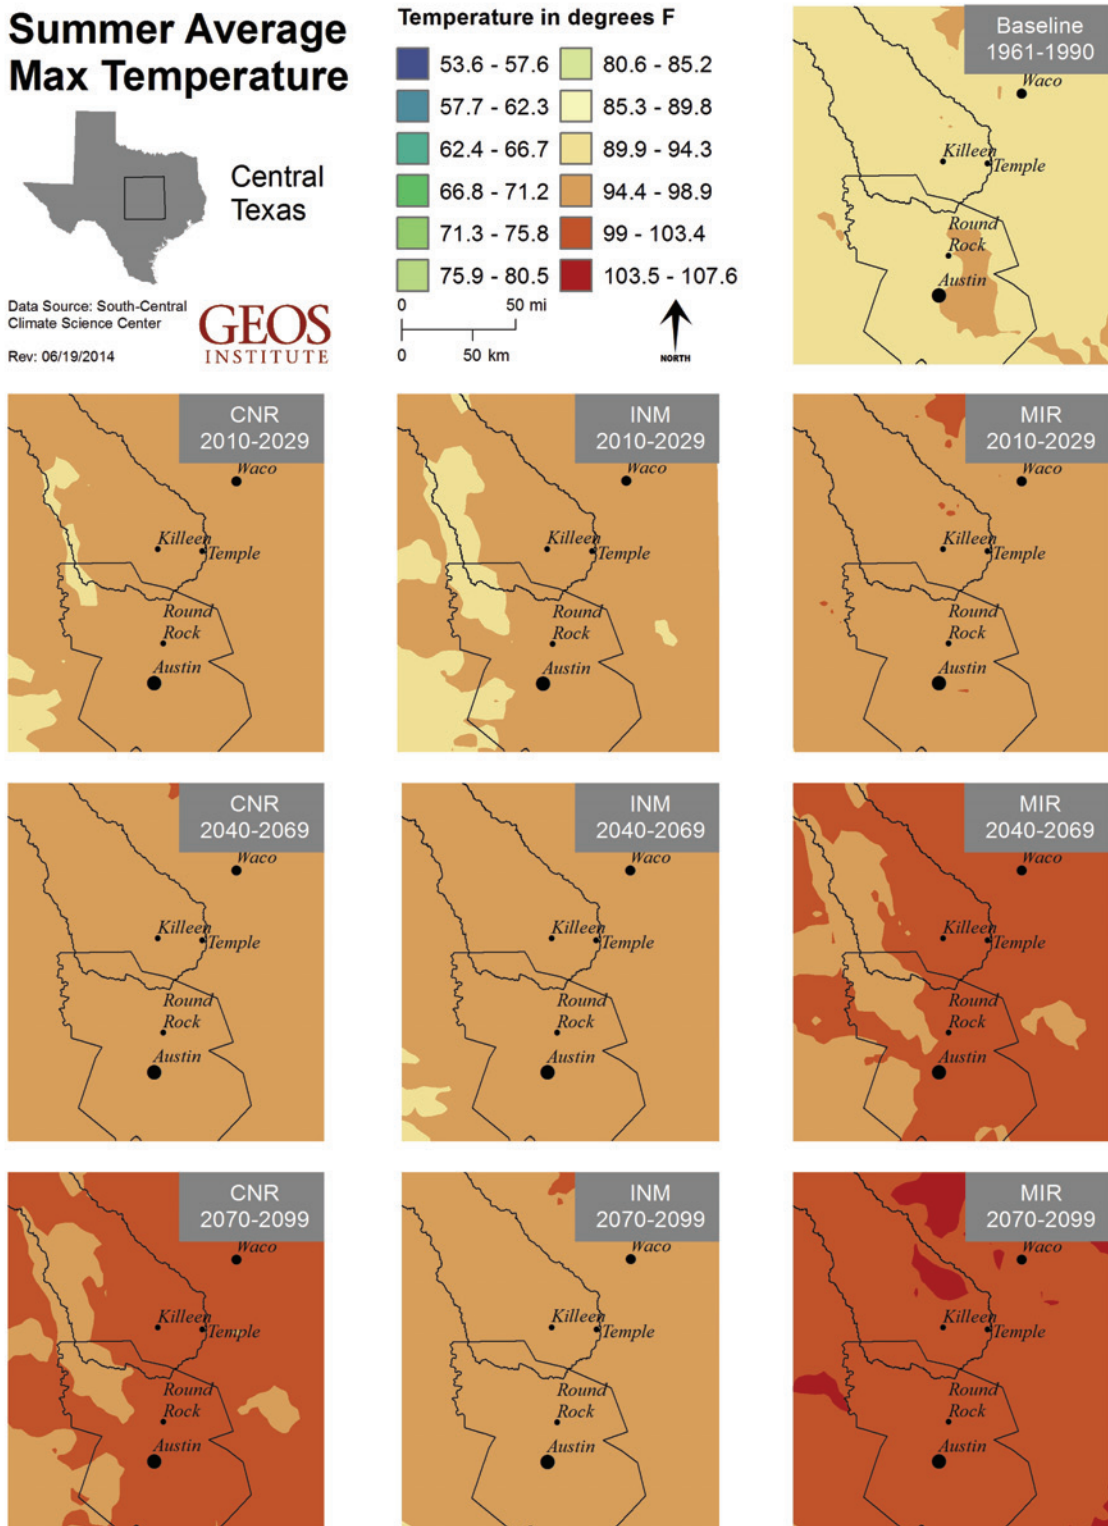 Summer Average
Max Temperature
Central
Texas
Data Source: South-Central
Climate Science Center
Rev: 06/19/2014
GEOS
INSTITUTE
Temperature in degrees F
53.6 - 57.6
57.7 - 62.3
62.4 - 66.7
66.8 - 71.2
71.3 - 75.8
75.9 - 80.5
80.6 - 85.2
85.3 - 89.8
89.9 - 94.3
94.4 - 98.9
99 - 103.4
103.5 - 107.6
0 50 mi
0 50 km
NORTH
Baseline
1961-1990
Waco
Killeen
Temple
Round
Rock
Austin
CNR
2010-2029
Waco
Killeen
Temple
Round
Rock
Austin
INM
2010-2029
Waco
Killeen
Temple
Round
Rock
Austin
MIR
2010-2029
Waco
Killeen
Temple
Round
Rock
Austin
CNR
2040-2069
Waco
Killeen
Temple
Round
Rock
Austin
INM
2040-2069
Waco
Killeen
Temple
Round
Rock
Austin
MIR
2040-2069
Waco
Killeen
Temple
Round
Rock
Austin
CNR
2070-2099
Waco
Killeen
Temple
Round
Rock
Austin
INM
2070-2099
Waco
Killeen
Temple
Round
Rock
Austin
MIR
2070-2099
Waco
Killeen
Temple
Round
Rock
Austin